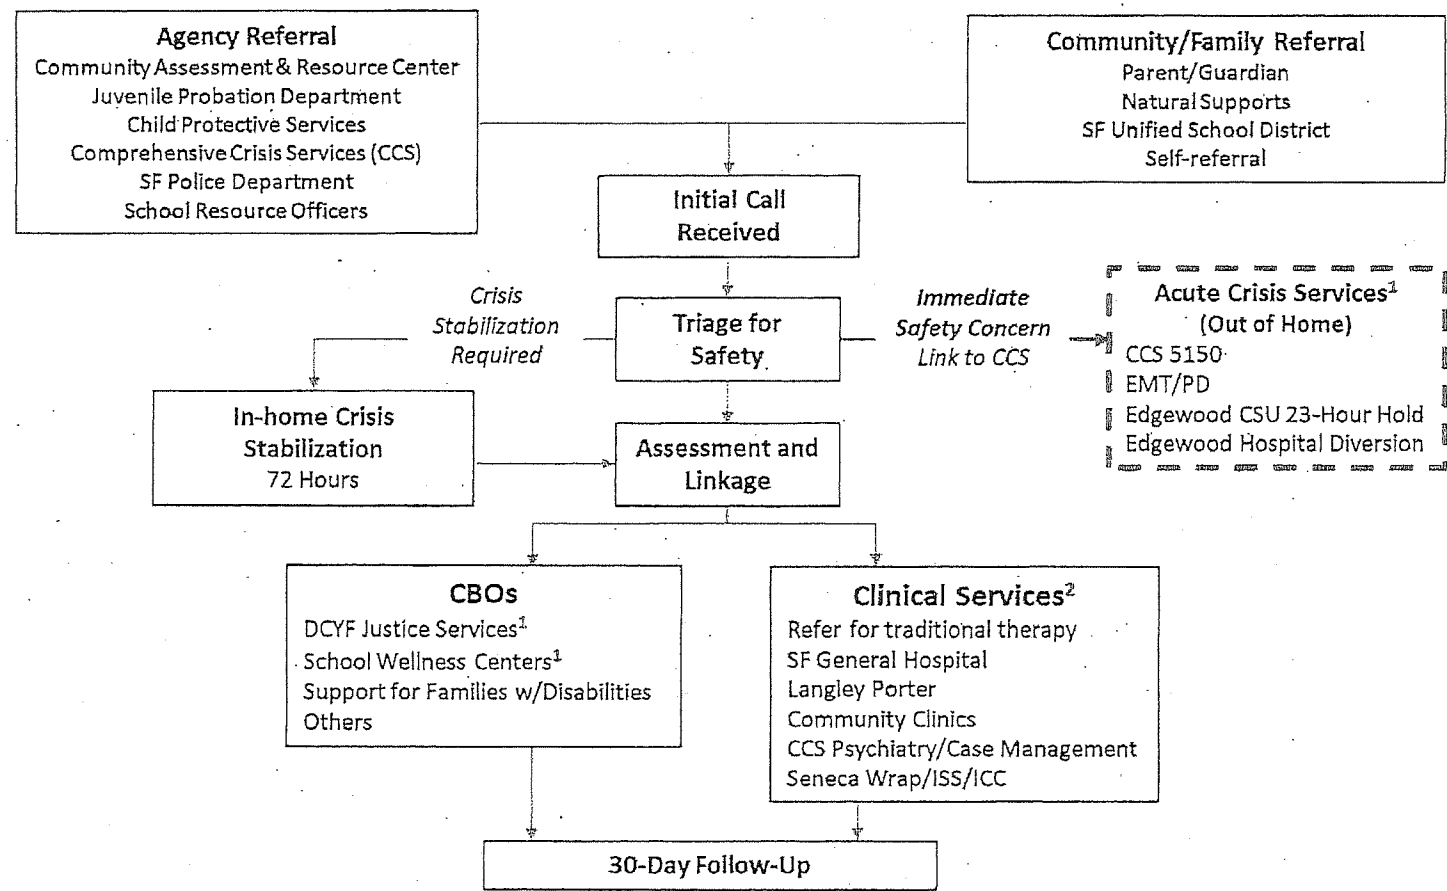 Agency Referral
Community Assessment & Resource Center
Juvenile Probation Department
Child Protective Services
Comprehensive Crisis Services (CCS)
SF Police Department
School Resource Officers
Community/Family Referral
Parent/Guardian
Natural Supports
SF Unified School District
Self-referral
Initial Call
Received
Crisis
Stabilization
Required
Triage for
Safety
Immediate
Safety Concern
Link to CCS
Acute Crisis Services¹
(Out of Home)
CCS 5150
EMT/PD
Edgewood CSU 23-Hour Hold
Edgewood Hospital Diversion
In-home Crisis
Stabilization
72 Hours
Assessment and
Linkage
CBOs
DCYF Justice Services¹
School Wellness Centers¹
Support for Families w/Disabilities
Others
Clinical Services²
Refer for traditional therapy
SF General Hospital
Langley Porter
Community Clinics
CCS Psychiatry/Case Management
Seneca Wrap/ISS/ICC
30-Day Follow-Up